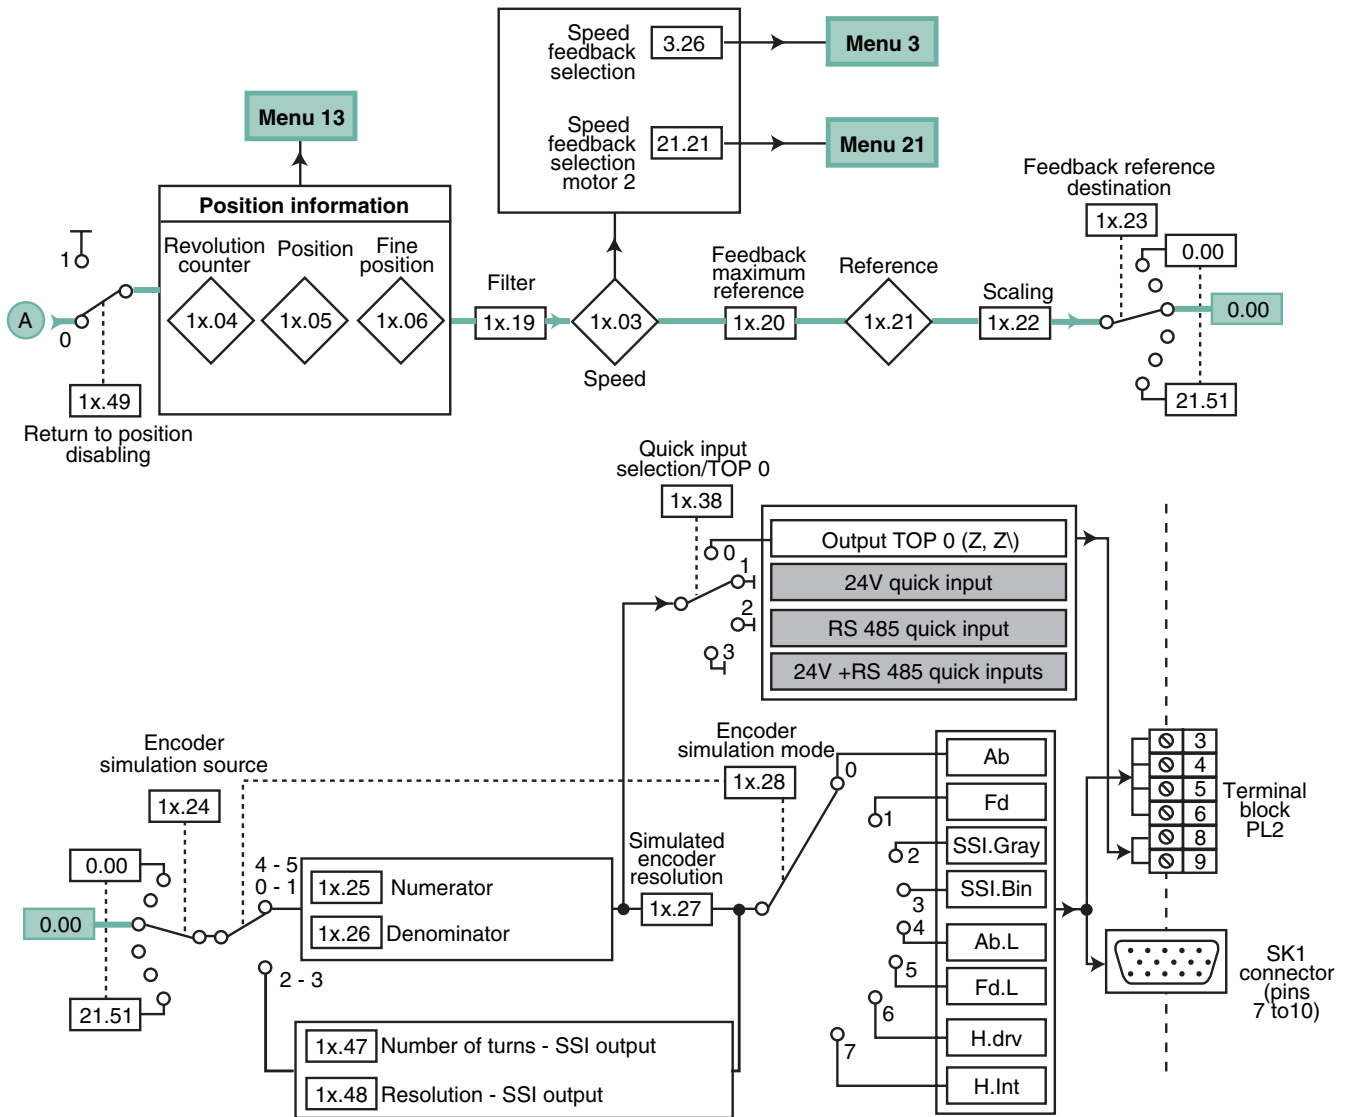 Speed
feedback
selection
3.26
Menu 3
Menu 13
Speed
feedback
selection
motor 2
21.21
Menu 21
Feedback reference
destination
1x.23
Position information
Revolution
counter
Position
Fine
position
1
Filter
Feedback
maximum
reference
Reference
Scaling
0.00
A
0
1x.04
1x.05
1x.06
1x.19
1x.03
1x.20
1x.21
1x.22
0.00
Speed
1x.49
21.51
Return to position
disabling
Quick input
selection/TOP 0
1x.38
0
Output TOP 0 (Z, Z\)
1
24V quick input
2
RS 485 quick input
3
24V +RS 485 quick inputs
Encoder
simulation source
1x.24
Encoder
simulation mode
1x.28
0
Ab
3
4
5
6
8
9
Terminal
block
PL2
1
Fd
2
SSI.Gray
3
SSI.Bin
4
Ab.L
5
Fd.L
6
H.drv
7
H.Int
0.00
4 - 5
0 - 1
1x.25
Numerator
Simulated
encoder
resolution
1x.27
0.00
1x.26
Denominator
2 - 3
21.51
SK1
connector
(pins
7 to10)
1x.47
Number of turns - SSI output
1x.48
Resolution - SSI output